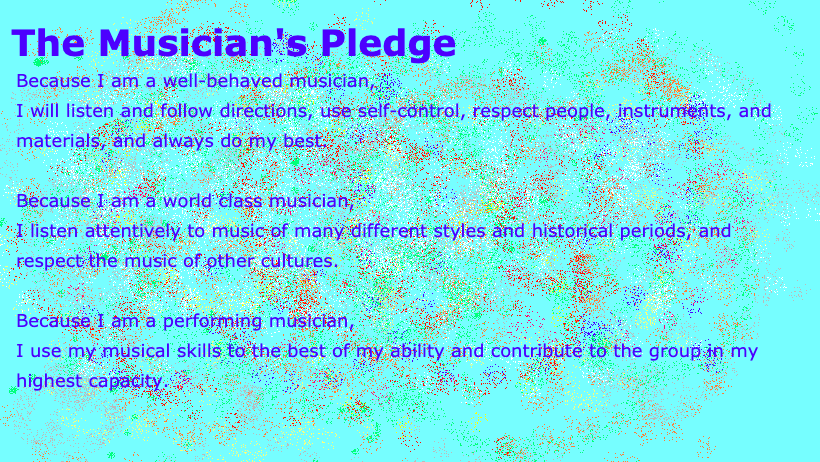 The Musician's Pledge
Because I am a well-behaved musician,
I will listen and follow directions, use self-control, respect people, instruments, and
materials, and always do my best.
Because I am a world class musician,
I listen attentively to music of many different styles and historical periods, and
respect the music of other cultures.
Because I am a performing musician,
I use my musical skills to the best of my ability and contribute to the group in my
highest capacity.